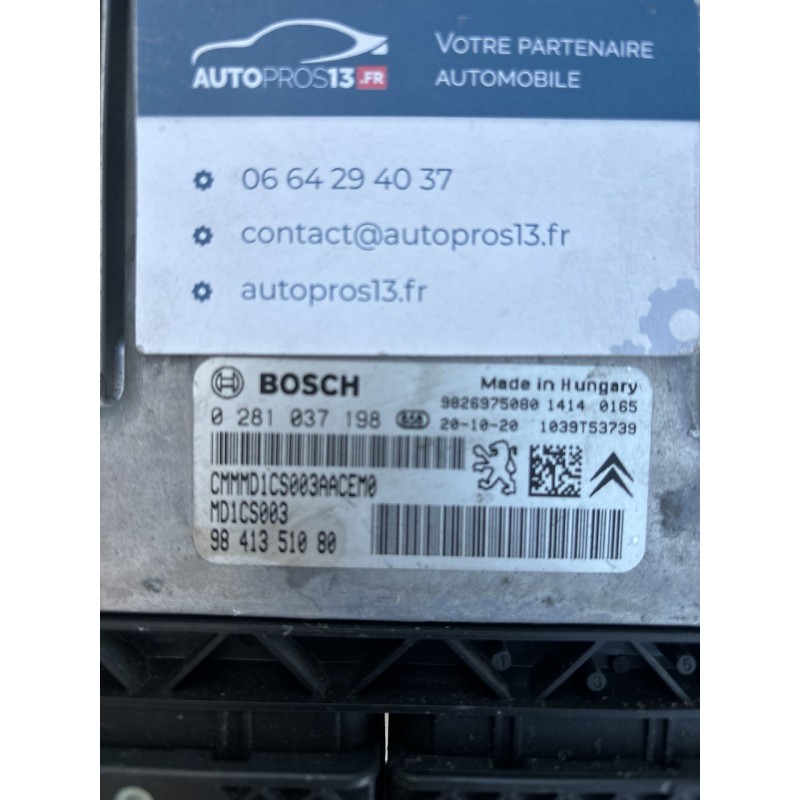 AUTOPROS13.FR
VOTRE PARTENAIRE
AUTOMOBILE
06 64 29 40 37
contact@autopros13.fr
autopros13.fr
BOSCH
Made in Hungary
9826975080 1414 0165
0 281 037 198
20-10-20 1039T53739
CMMMD1CS003AACEM0
MD1CS003
98 413 510 80